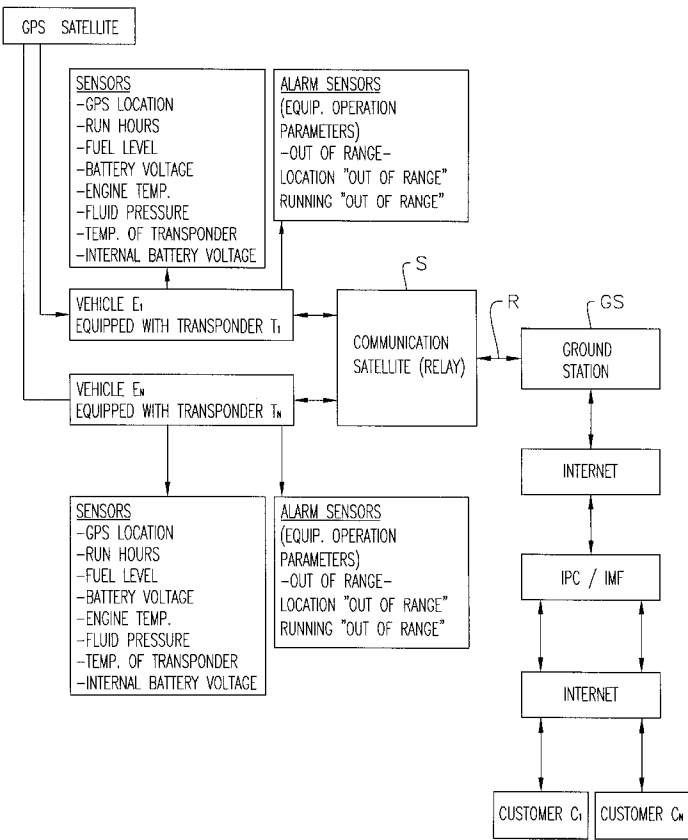 GPS SATELLITE
SENSORS
-GPS LOCATION
-RUN HOURS
-FUEL LEVEL
-BATTERY VOLTAGE
-ENGINE TEMP.
-FLUID PRESSURE
-TEMP. OF TRANSPONDER
-INTERNAL BATTERY VOLTAGE
ALARM SENSORS
(EQUIP. OPERATION
PARAMETERS)
-OUT OF RANGE-
LOCATION "OUT OF RANGE"
RUNNING "OUT OF RANGE"
VEHICLE E₁
EQUIPPED WITH TRANSPONDER T₁
VEHICLE Eₙ
EQUIPPED WITH TRANSPONDER Tₙ
S
COMMUNICATION
SATELLITE (RELAY)
R
GS
GROUND
STATION
INTERNET
IPC / IMF
INTERNET
CUSTOMER C₁
CUSTOMER Cₙ
SENSORS
-GPS LOCATION
-RUN HOURS
-FUEL LEVEL
-BATTERY VOLTAGE
-ENGINE TEMP.
-FLUID PRESSURE
-TEMP. OF TRANSPONDER
-INTERNAL BATTERY VOLTAGE
ALARM SENSORS
(EQUIP. OPERATION
PARAMETERS)
-OUT OF RANGE-
LOCATION "OUT OF RANGE"
RUNNING "OUT OF RANGE"